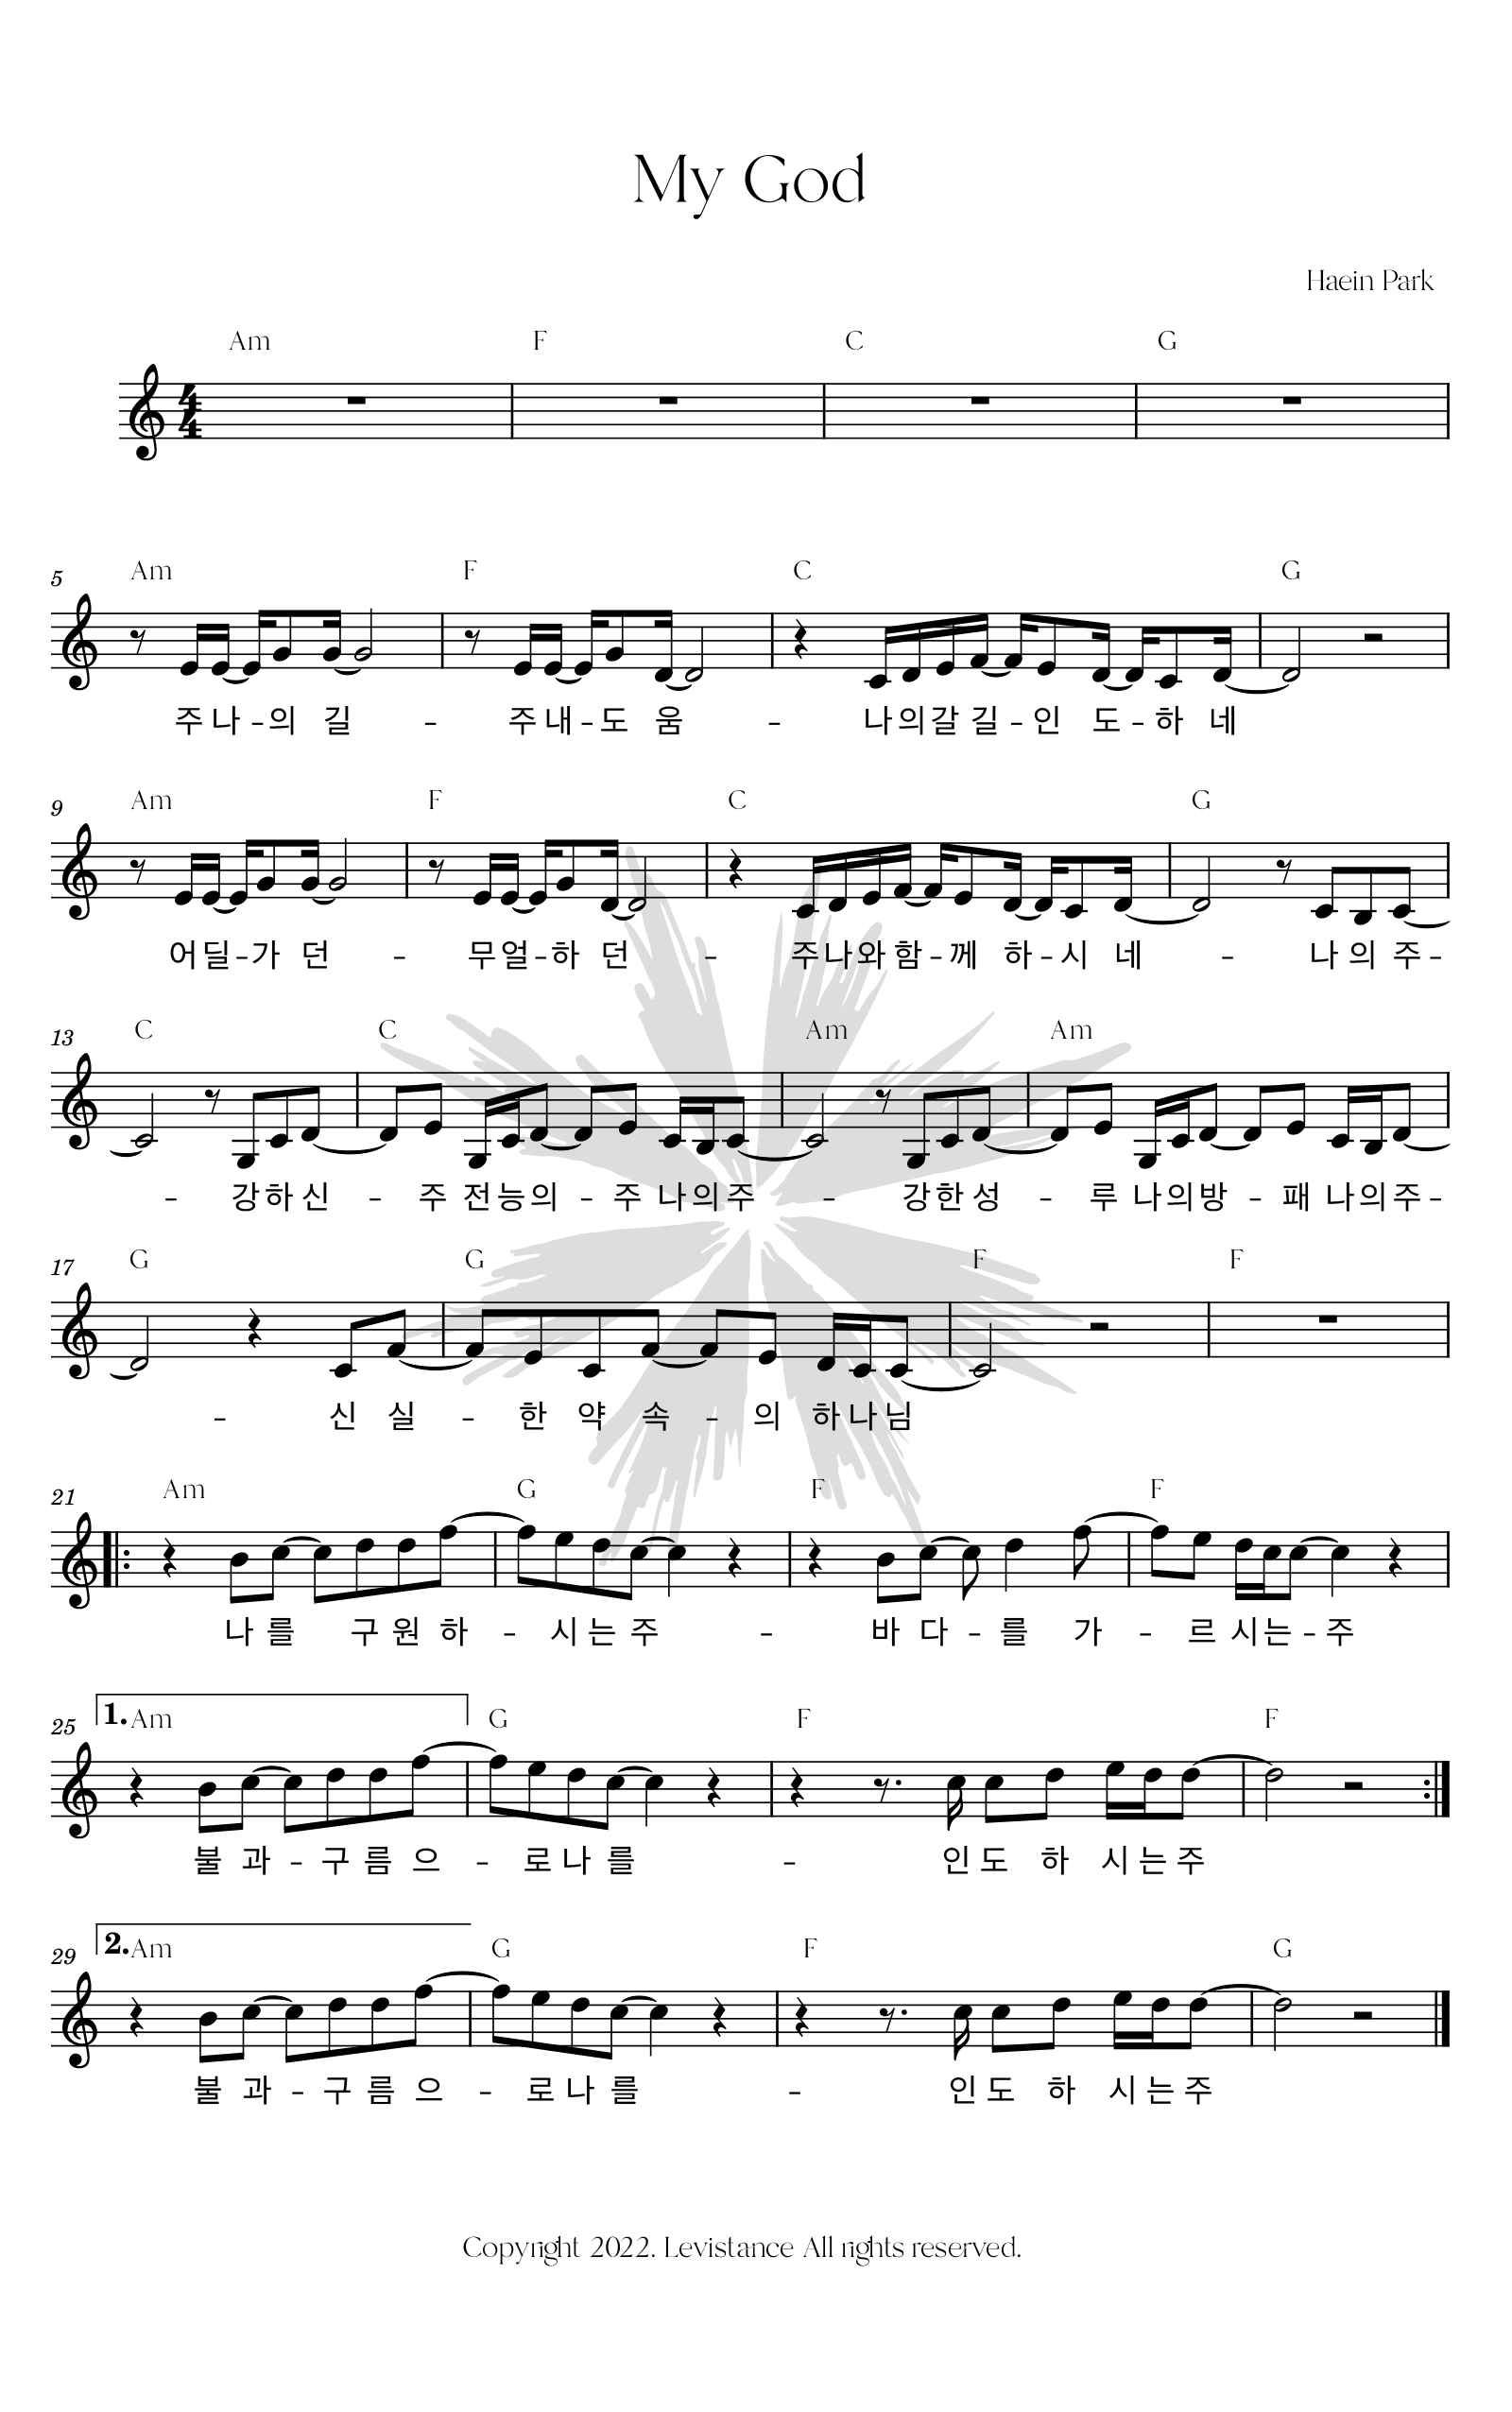 My God
Haein Park
Am F C G
4
4
5 Am F C G
주 나 - 의 길 - 주 내 - 도 움 - 나 의 갈 길 - 인 도 - 하 네
9 Am F C G
어 딜 - 가 던 - 무 얼 - 하 던 - 주 나 와 함 - 께 하 - 시 네 - 나 의 주 -
13 C C Am Am
- 강 하 신 - 주 전 능 의 - 주 나 의 주 - 강 한 성 - 루 나 의 방 - 패 나 의 주 -
17 G G F F
- 신 실 - 한 약 속 - 의 하 나 님
21 Am G F F
나 를 구 원 하 - 시 는 주 - 바 다 - 를 가 - 르 시 는 - 주
25 1. Am G F F
불 과 - 구 름 으 - 로 나 를 - 인 도 하 시 는 주
29 2. Am G F G
불 과 - 구 름 으 - 로 나 를 - 인 도 하 시 는 주
Copyright 2022. Levistance All rights reserved.